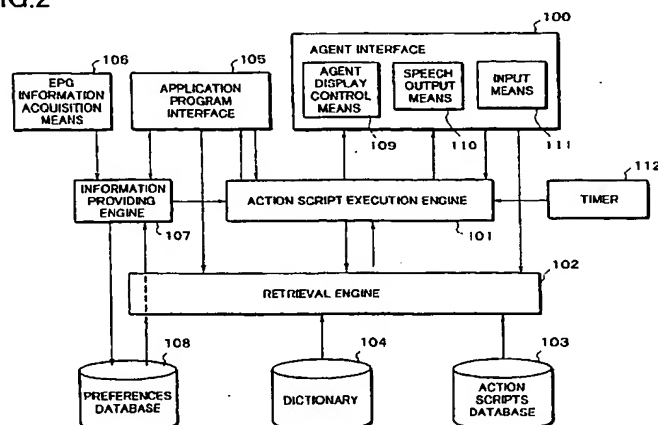 FIG.2
100
106
105
AGENT INTERFACE
EPG
INFORMATION
ACQUISITION
MEANS
APPLICATION
PROGRAM
INTERFACE
AGENT
DISPLAY
CONTROL
MEANS
SPEECH
OUTPUT
MEANS
INPUT
MEANS
109
110
111
112
INFORMATION
PROVIDING
ENGINE
ACTION SCRIPT EXECUTION ENGINE
TIMER
107
101
102
RETRIEVAL ENGINE
108
104
103
PREFERENCES
DATABASE
DICTIONARY
ACTION
SCRIPTS
DATABASE